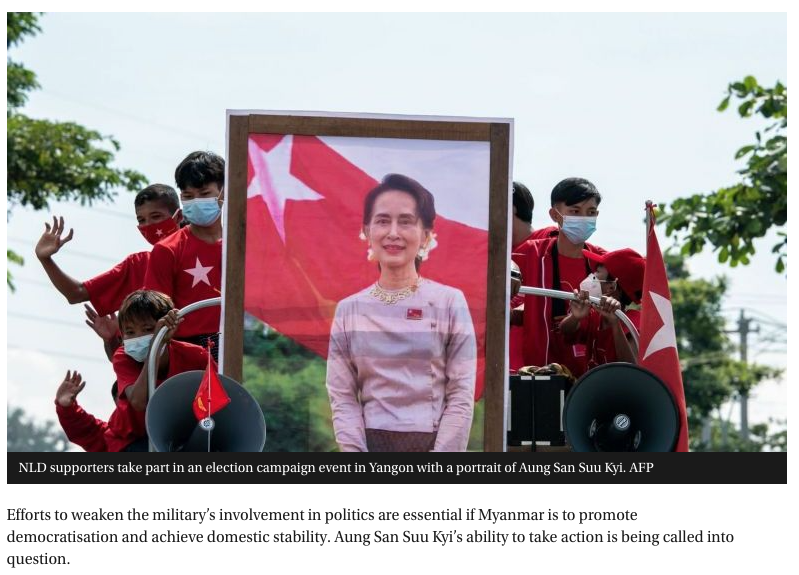 NLD supporters take part in an election campaign event in Yangon with a portrait of Aung San Suu Kyi. AFP
Efforts to weaken the military’s involvement in politics are essential if Myanmar is to promote
democratisation and achieve domestic stability. Aung San Suu Kyi’s ability to take action is being called into
question.